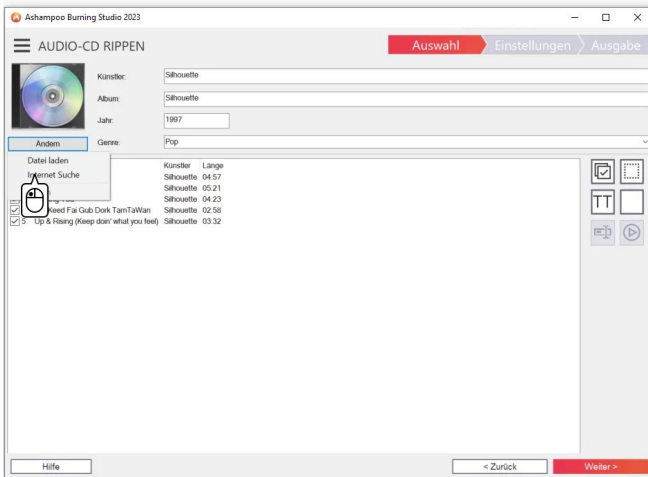 Ashampoo Burning Studio 2023
AUDIO-CD RIPPEN
Auswahl
Einstellungen
Ausgabe
Künstler: Silhouette
Album: Silhouette
Jahr: 1997
Ändern
Genre: Pop
Datei laden
Internet Suche
Künstler Länge
Silhouette 04:57
Silhouette 05:21
Silhouette 04:23
Keed Fai Gub Dork TarnTaWan Silhouette 02:58
5 Up & Rising (Keep doin' what you feel) Silhouette 03:32
TT
Hilfe
< Zurück
Weiter >